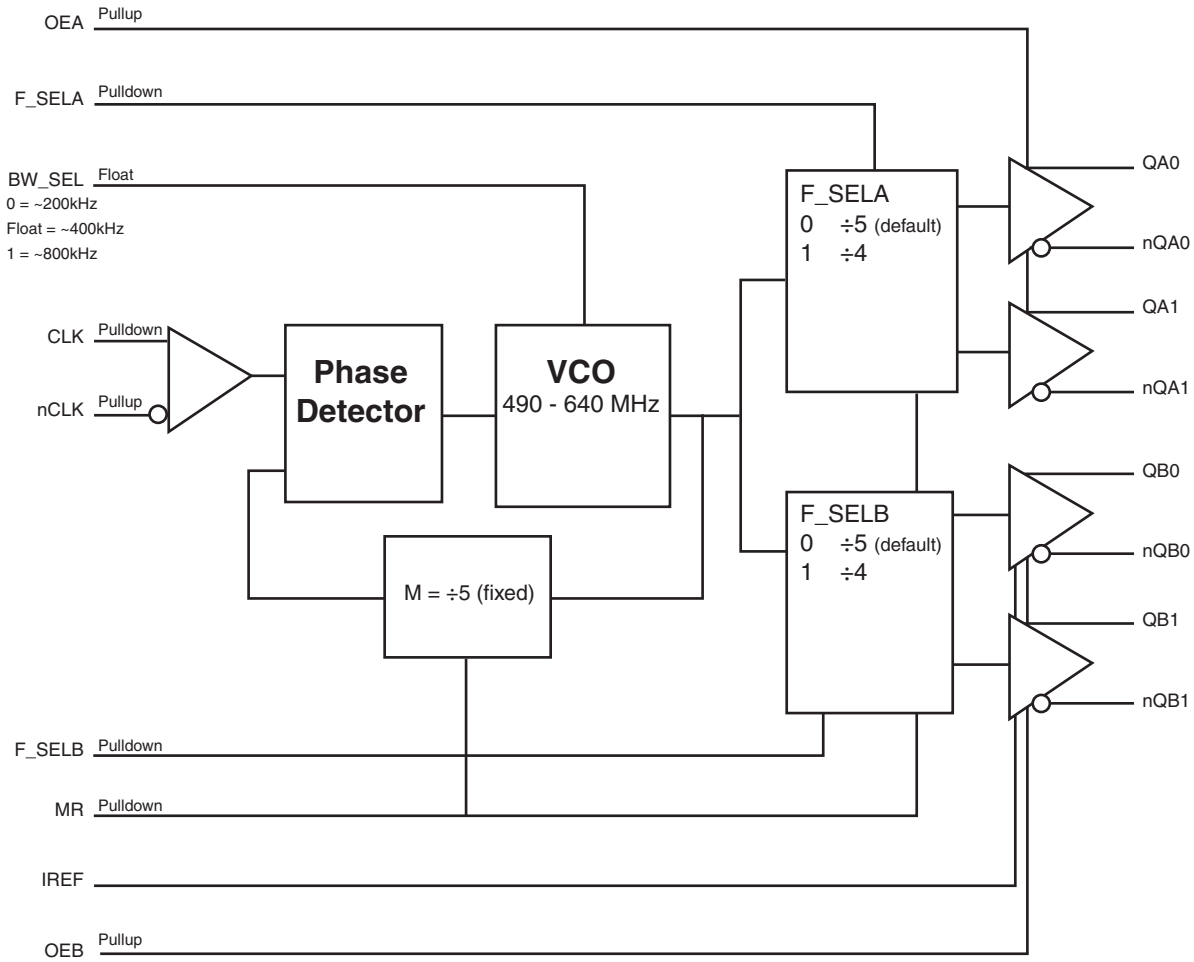 OEA Pullup
F_SELA Pulldown
BW_SEL Float
0 = ~200kHz
Float = ~400kHz
1 = ~800kHz
CLK Pulldown
nCLK Pullup
Phase
Detector
VCO
490 - 640 MHz
M = ÷5 (fixed)
F_SELA
0 ÷5 (default)
1 ÷4
F_SELB
0 ÷5 (default)
1 ÷4
QA0
nQA0
QA1
nQA1
QB0
nQB0
QB1
nQB1
F_SELB Pulldown
MR Pulldown
IREF
OEB Pullup